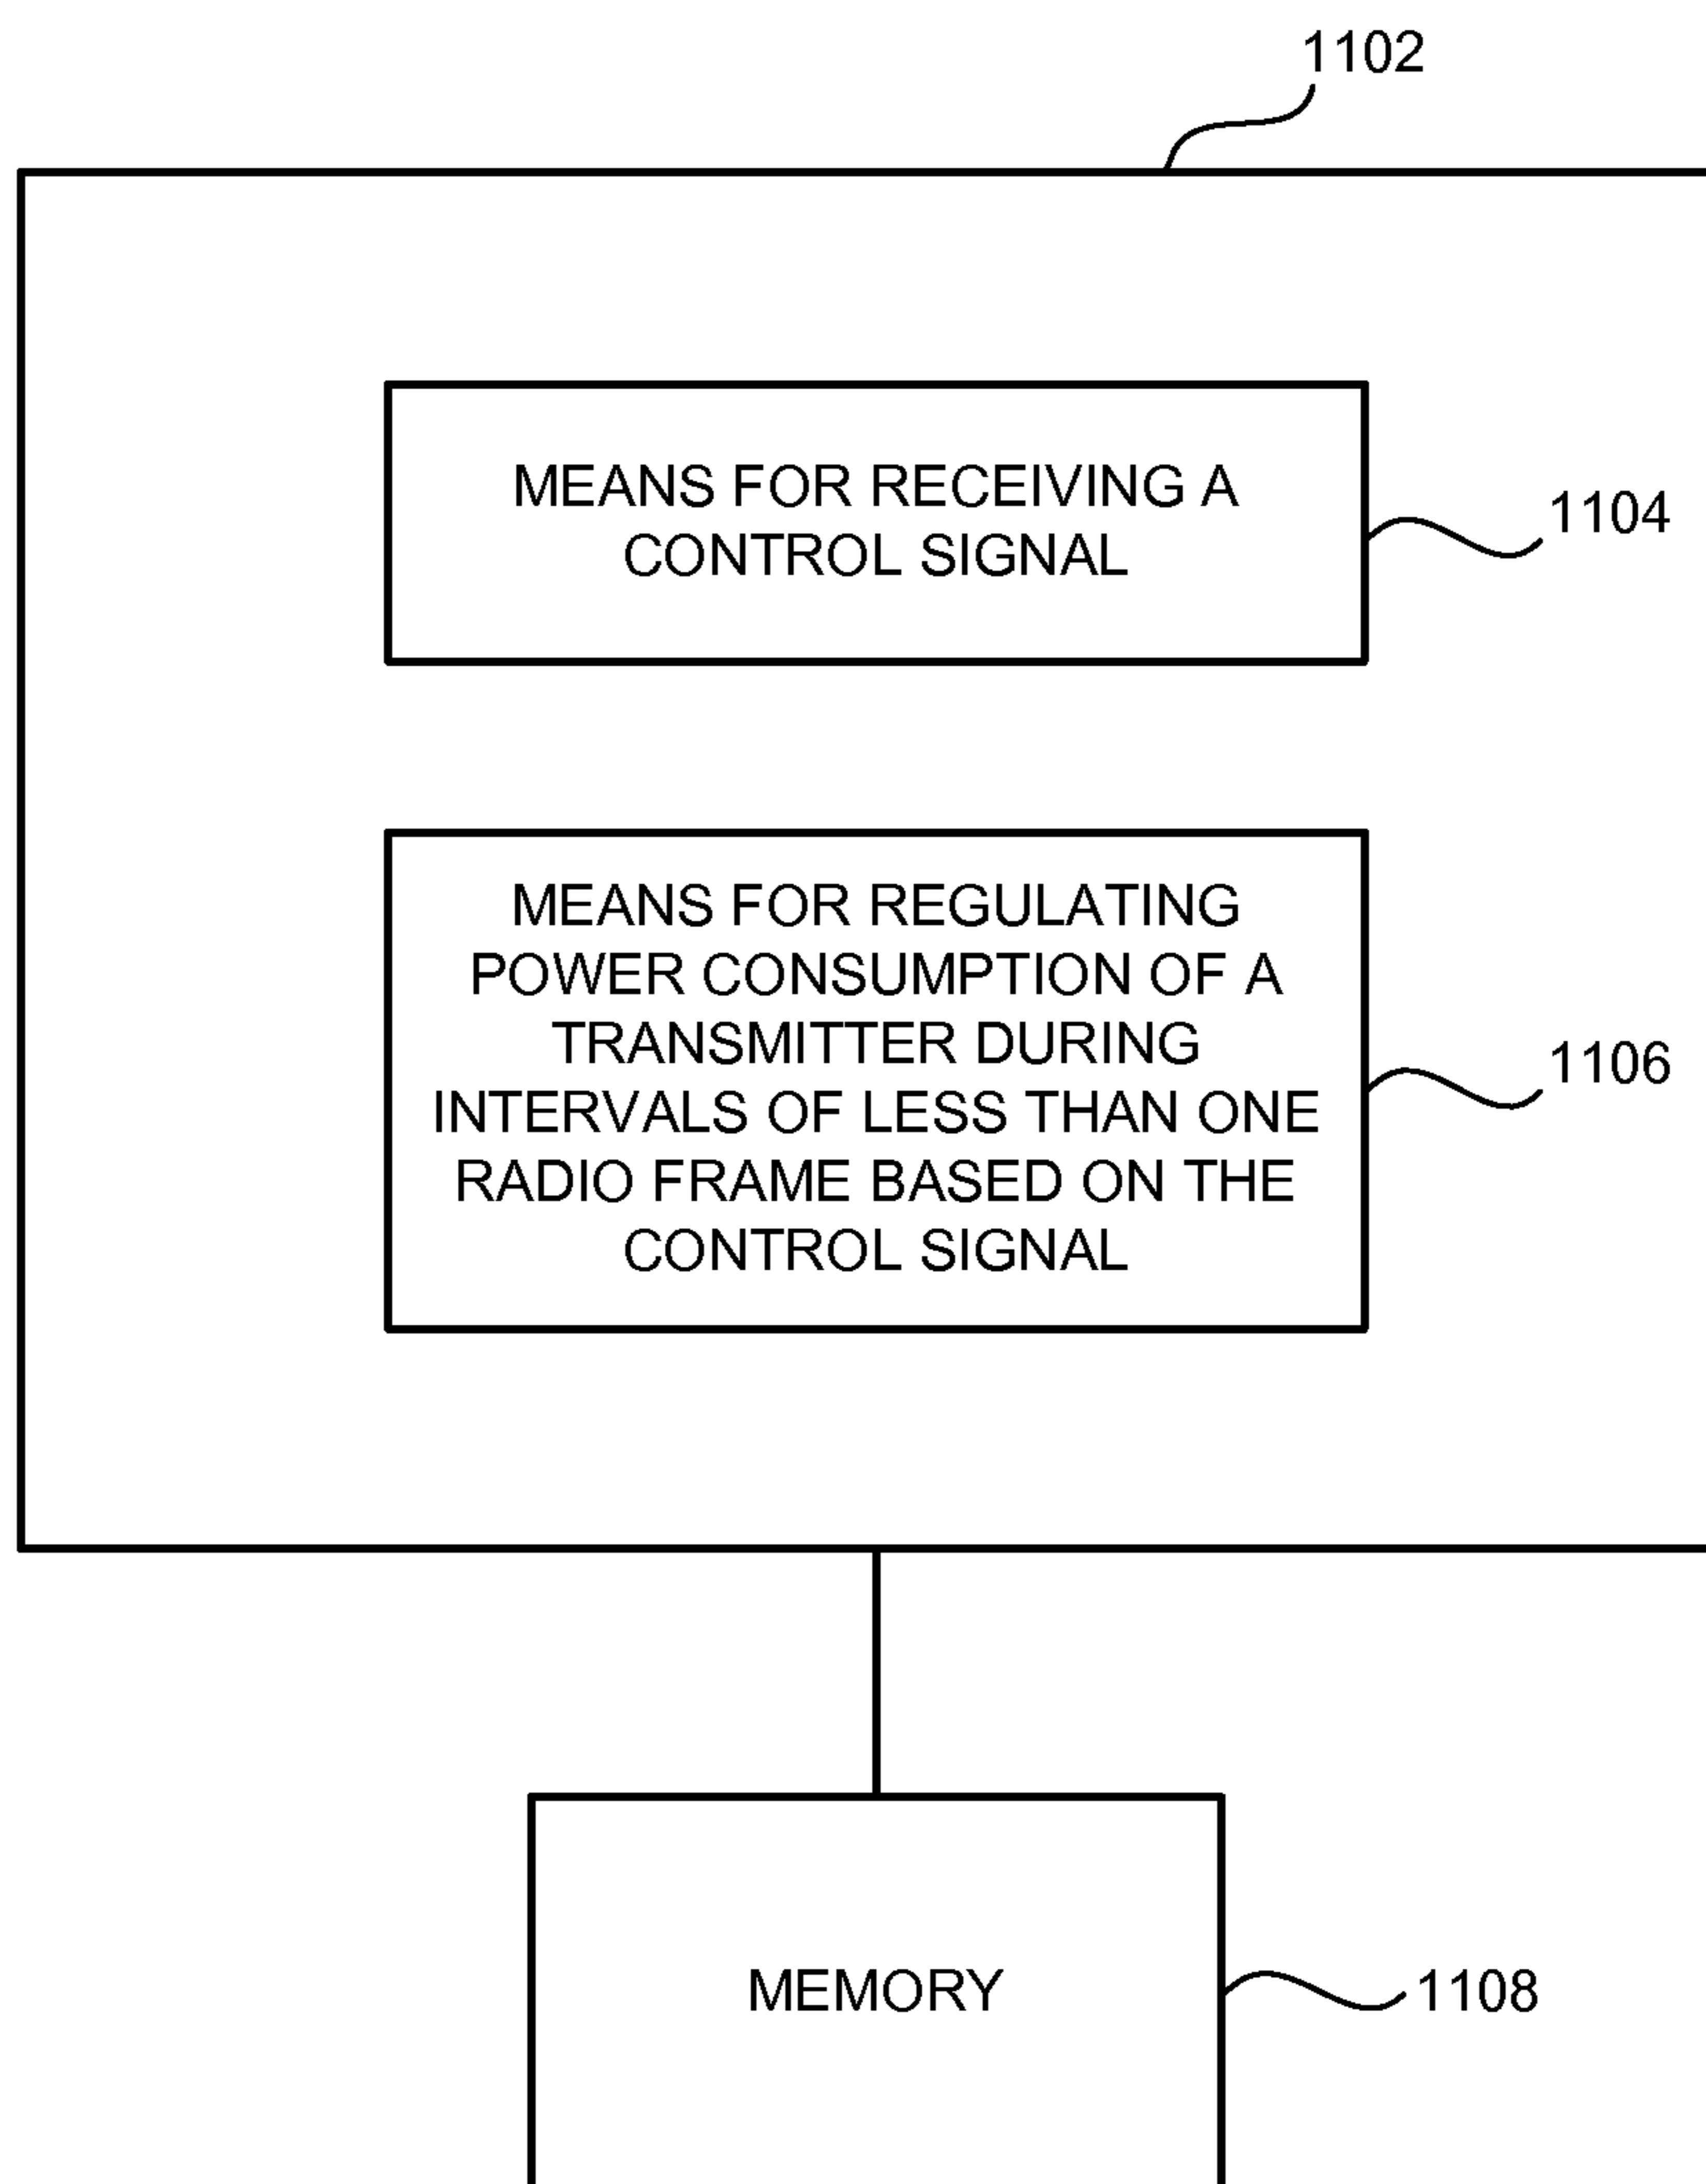 1102
MEANS FOR RECEIVING A
CONTROL SIGNAL
1104
MEANS FOR REGULATING
POWER CONSUMPTION OF A
TRANSMITTER DURING
INTERVALS OF LESS THAN ONE
RADIO FRAME BASED ON THE
CONTROL SIGNAL
1106
MEMORY
1108